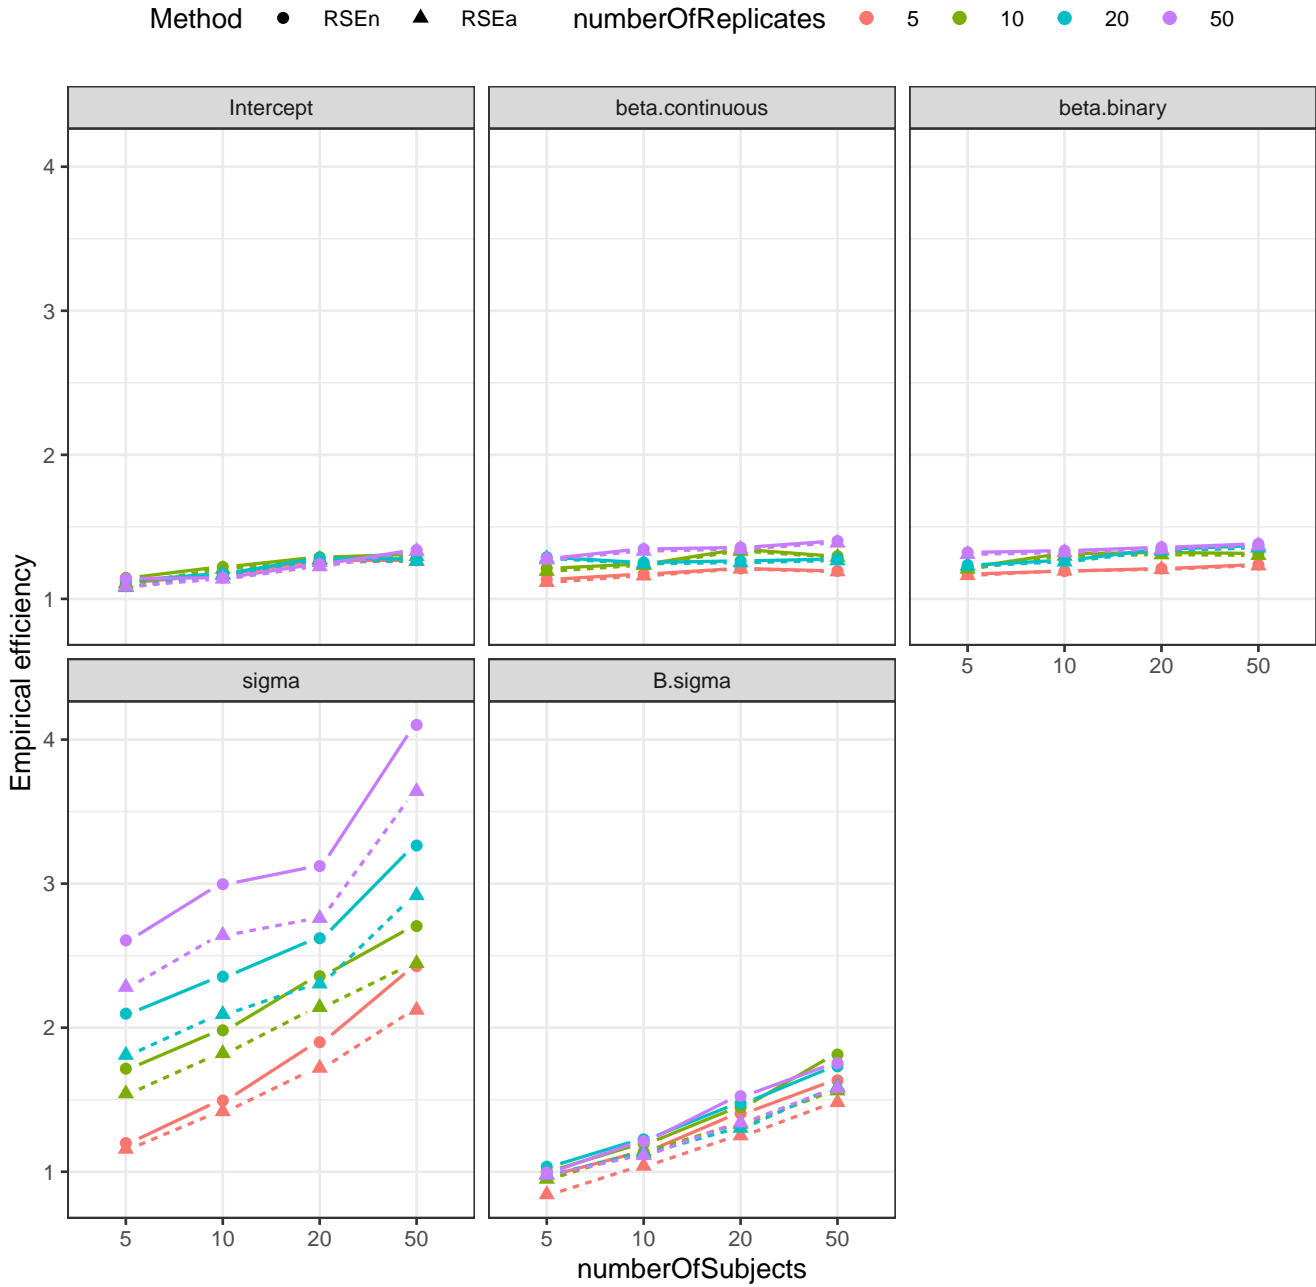 Method RSEn RSEa numberOfReplicates 5 10 20 50
Intercept beta.continuous beta.binary
4
3
2
1
5 10 20 50
Empirical efficiency
sigma B.sigma
4
3
2
1
5 10 20 50 5 10 20 50
numberOfSubjects